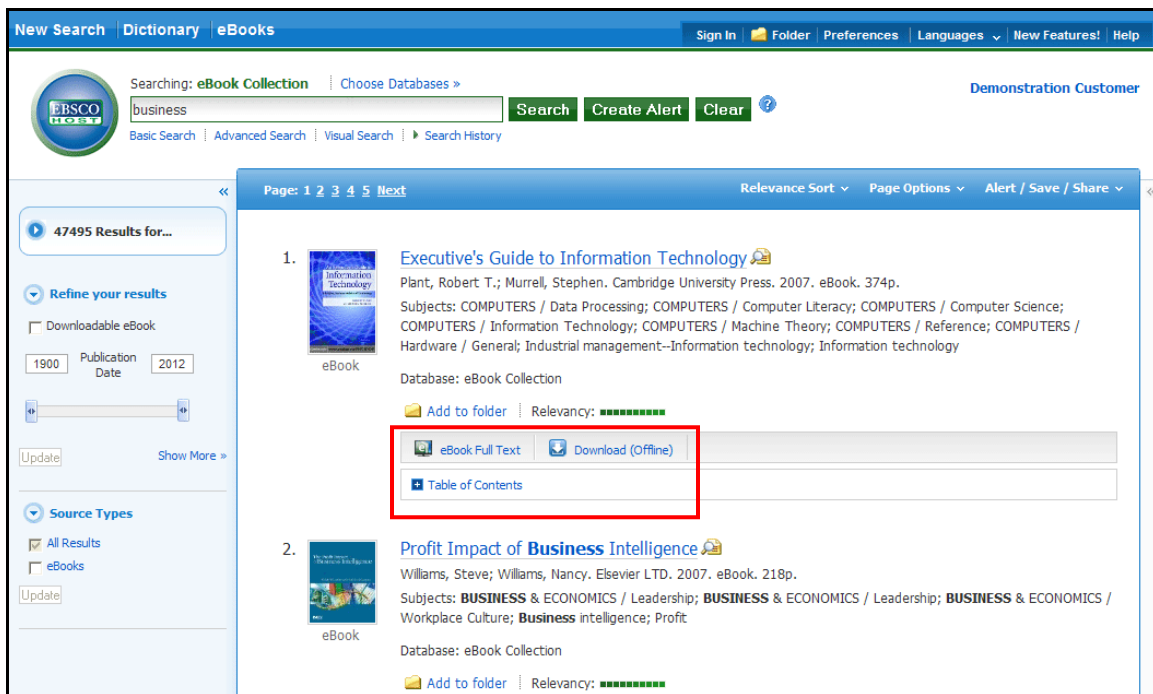 New Search Dictionary eBooks
Sign In Folder Preferences Languages New Features! Help
Searching: eBook Collection Choose Databases »
Demonstration Customer
EBSCO
HOST
business
Search Create Alert Clear ?
Basic Search Advanced Search Visual Search Search History
«
Page: 1 2 3 4 5 Next
Relevance Sort Page Options Alert / Save / Share
«
47495 Results for...
Refine your results
Downloadable eBook
1900 Publication Date 2012
Update
Show More »
Source Types
All Results
eBooks
Update
1.
Information
Technology
eBook
Executive's Guide to Information Technology
Plant, Robert T.; Murrell, Stephen. Cambridge University Press. 2007. eBook. 374p.
Subjects: COMPUTERS / Data Processing; COMPUTERS / Computer Literacy; COMPUTERS / Computer Science;
COMPUTERS / Information Technology; COMPUTERS / Machine Theory; COMPUTERS / Reference; COMPUTERS /
Hardware / General; Industrial management--Information technology; Information technology
Database: eBook Collection
Add to folder Relevancy:
eBook Full Text Download (Offline)
Table of Contents
2.
eBook
Profit Impact of Business Intelligence
Williams, Steve; Williams, Nancy. Elsevier LTD. 2007. eBook. 218p.
Subjects: BUSINESS & ECONOMICS / Leadership; BUSINESS & ECONOMICS / Leadership; BUSINESS & ECONOMICS /
Workplace Culture; Business intelligence; Profit
Database: eBook Collection
Add to folder Relevancy: